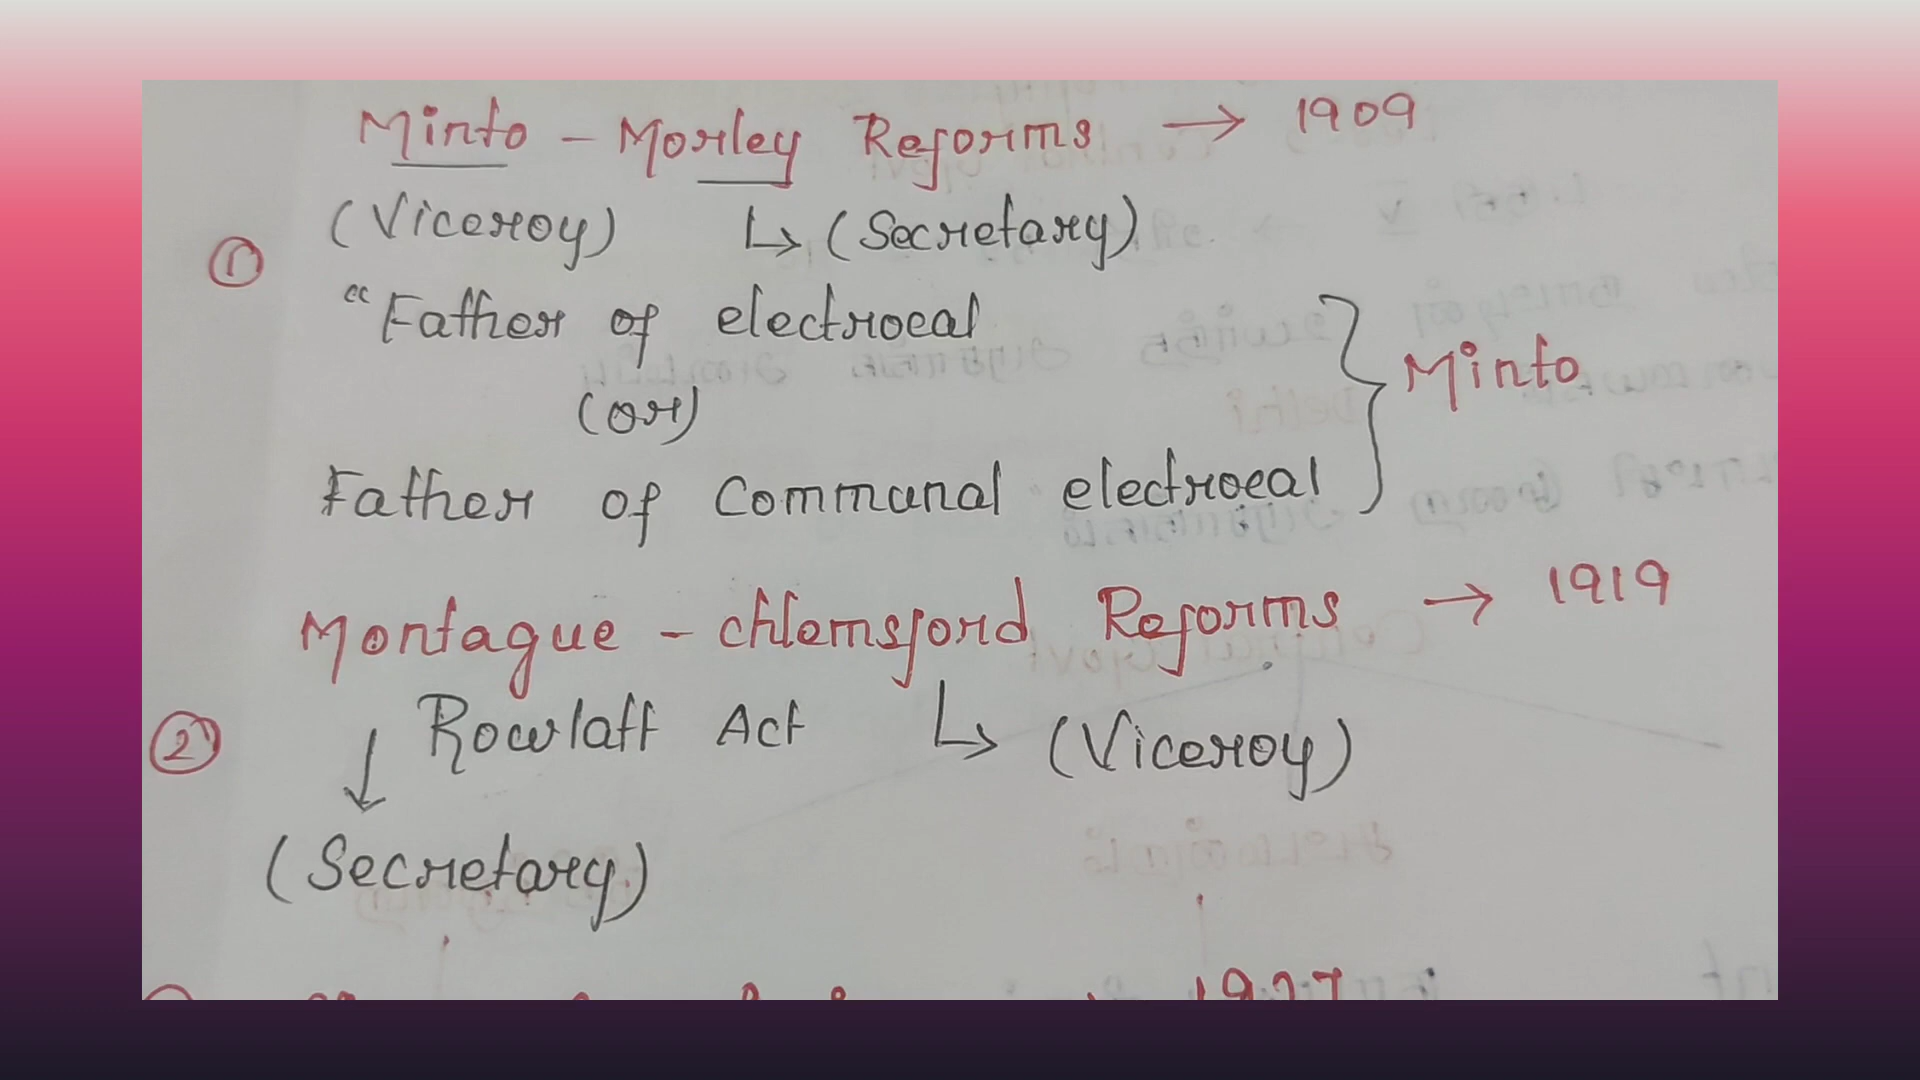 Minto - Morley Reforms → 1909
(Viceroy) ↳ (Secretary)
①
“Father of electroeal
(or)
Father of Communal electroeal
} Minto
Montague - chlemsford Reforms → 1919
② ↓ Rowlatt Act ↳ (Viceroy)
(Secretary)
1927